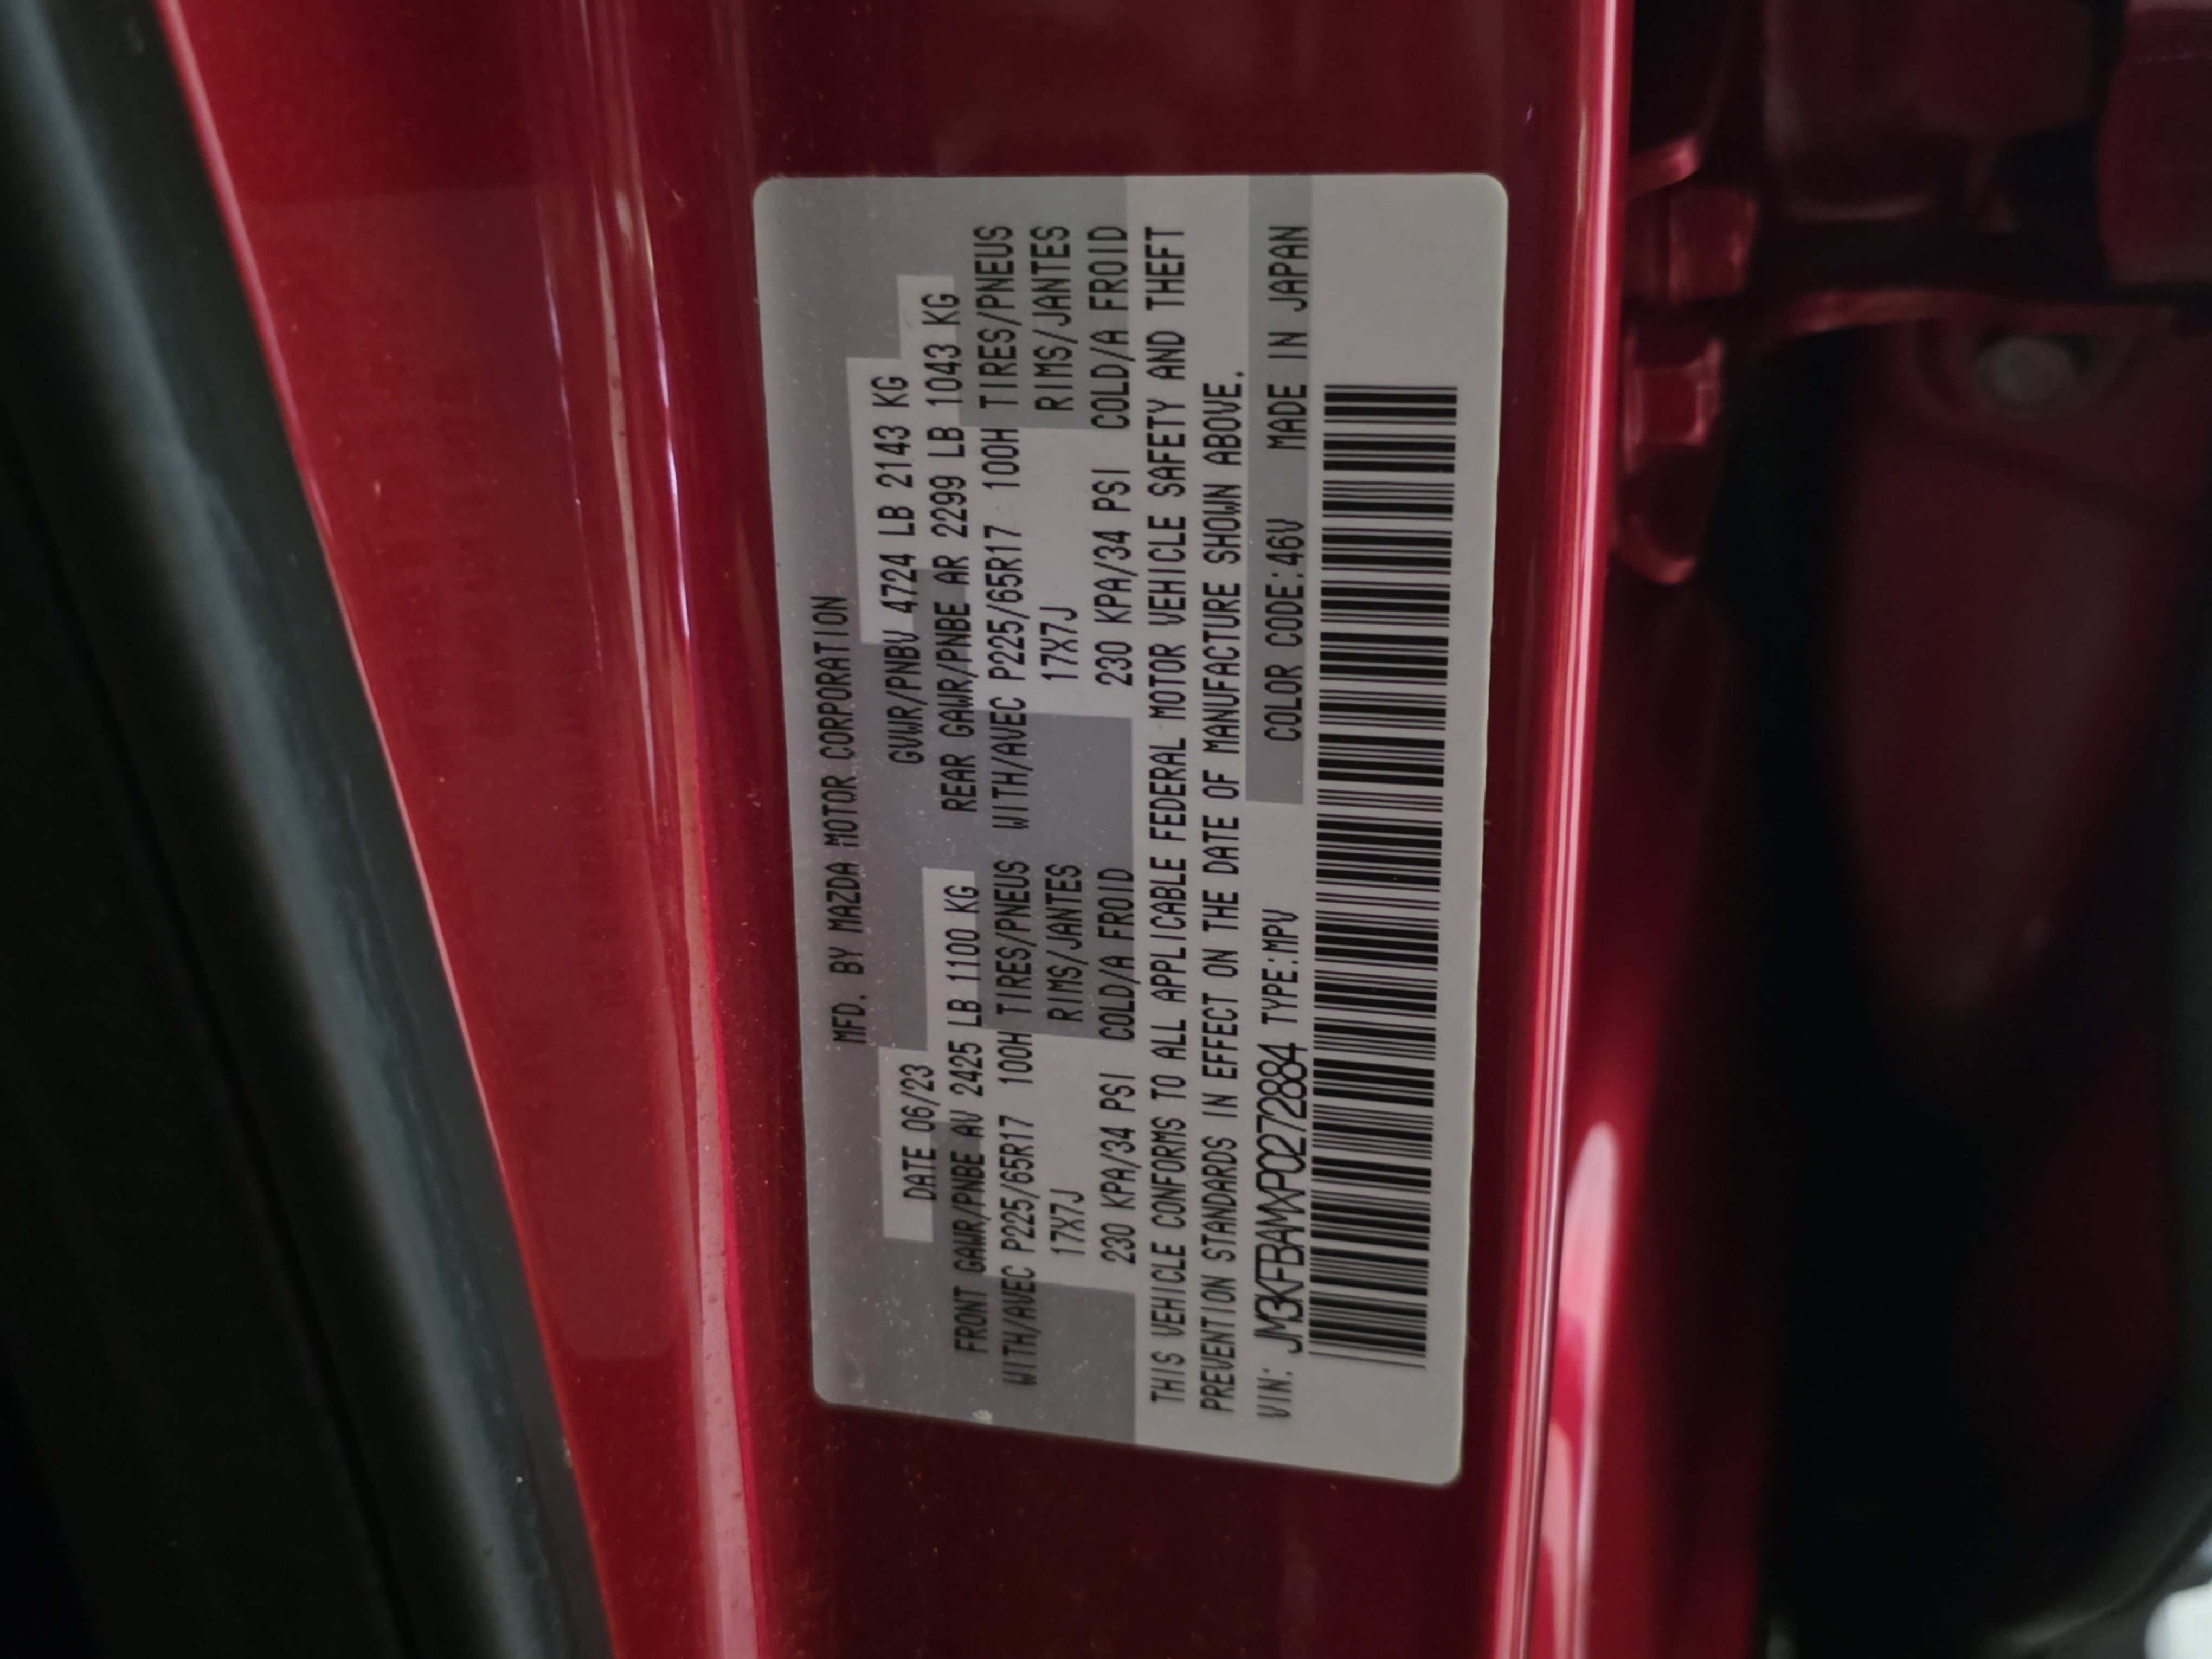 MFD. BY MAZDA MOTOR CORPORATION
DATE 06/23 GVWR/PNBV 4724 LB 2143 KG
FRONT GAWR/PNBE AV 2425 LB 1100 KG REAR GAWR/PNBE AR 2299 LB 1043 KG
WITH/AVEC P225/65R17 100H TIRES/PNEUS WITH/AVEC P225/65R17 100H TIRES/PNEUS
17X7J RIMS/JANTES 17X7J RIMS/JANTES
230 KPA/34 PSI COLD/A FROID 230 KPA/34 PSI COLD/A FROID
THIS VEHICLE CONFORMS TO ALL APPLICABLE FEDERAL MOTOR VEHICLE SAFETY AND THEFT
PREVENTION STANDARDS IN EFFECT ON THE DATE OF MANUFACTURE SHOWN ABOVE.
VIN: JM3KFBAMXP0272884 TYPE:MPV COLOR CODE:46V MADE IN JAPAN